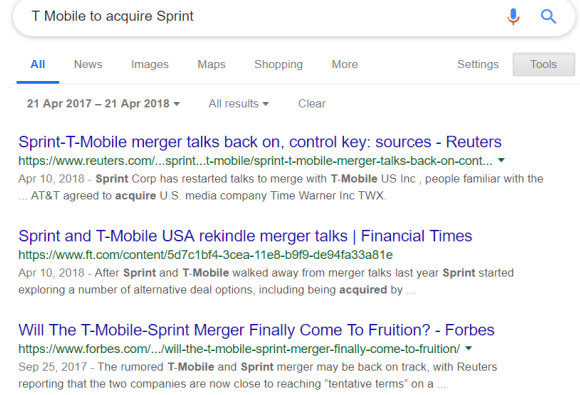 T Mobile to acquire Sprint
All News Images Maps Shopping More Settings Tools
21 Apr 2017 – 21 Apr 2018 All results Clear
Sprint-T-Mobile merger talks back on, control key: sources - Reuters
https://www.reuters.com/...sprint...t-mobile/sprint-t-mobile-merger-talks-back-on-cont...
Apr 10, 2018 - Sprint Corp has restarted talks to merge with T-Mobile US Inc , people familiar with the
... AT&T agreed to acquire U.S. media company Time Warner Inc TWX.
Sprint and T-Mobile USA rekindle merger talks | Financial Times
https://www.ft.com/content/5d7c1bf4-3cea-11e8-b9f9-de94fa33a81e
Apr 10, 2018 - After Sprint and T-Mobile walked away from merger talks last year Sprint started
exploring a number of alternative deal options, including being acquired by ...
Will The T-Mobile-Sprint Merger Finally Come To Fruition? - Forbes
https://www.forbes.com/.../will-the-t-mobile-sprint-merger-finally-come-to-fruition/
Sep 25, 2017 - The rumored T-Mobile and Sprint merger may be back on track, with Reuters
reporting that the two companies are now close to reaching "tentative terms" on a ...